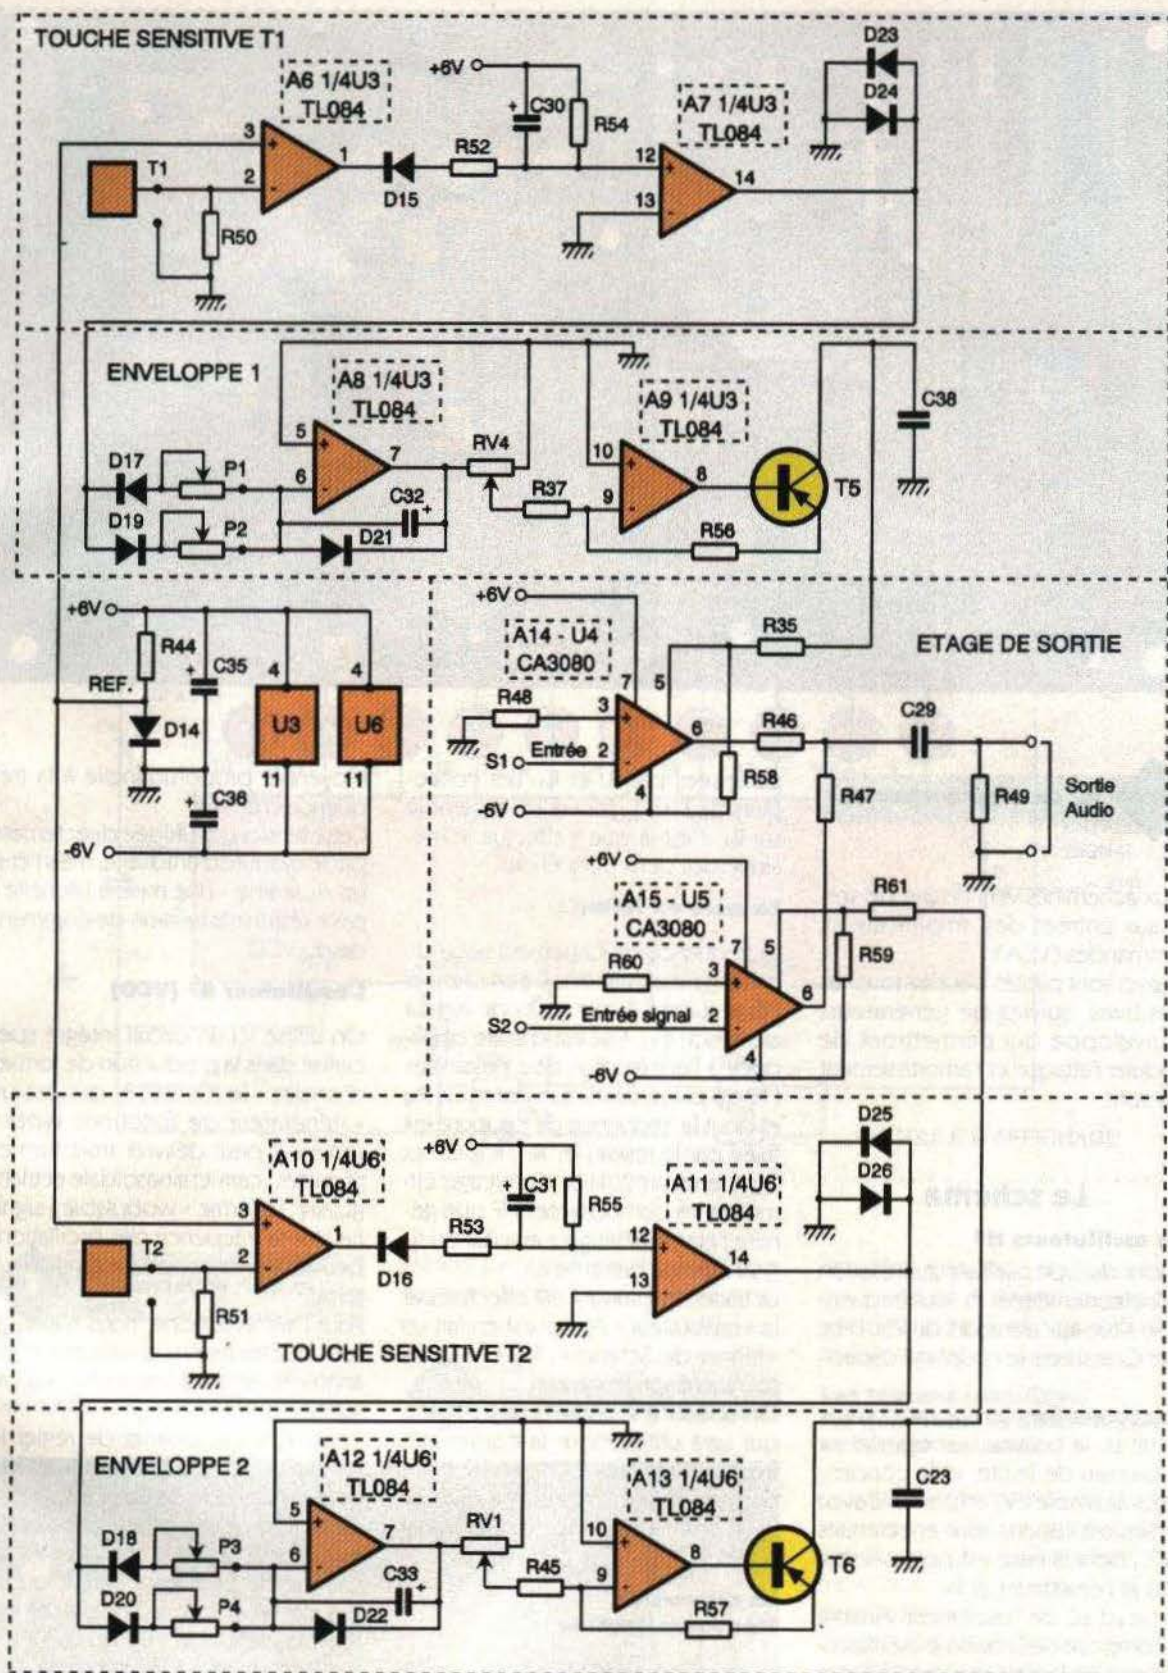 TOUCHE SENSITIVE T1
A6 1/4U3
TL084
+6V
C30
R54
A7 1/4U3
TL084
D23
D24
3
+
T1
2
-
1
D15
R52
12
+
13
-
14
R50
ENVELOPPE 1
A8 1/4U3
TL084
A9 1/4U3
TL084
C38
5
+
6
-
7
RV4
10
+
9
-
8
T5
D17
P1
D19
P2
C32
+
D21
R37
R56
+6V
R44
REF.
D14
C35
+
C36
+
4
4
U3
U6
11
11
-6V
+6V
A14 - U4
CA3080
R35
ETAGE DE SORTIE
R48
7
5
3
+
2
-
6
4
S1
Entrée
-6V
R46
C29
R58
R47
R49
Sortie
Audio
+6V
A15 - U5
CA3080
R61
R59
R60
7
5
3
+
2
-
6
4
S2
Entrée signal
-6V
A10 1/4U6
TL084
+6V
C31
R55
A11 1/4U6
TL084
D25
D26
3
+
T2
2
-
1
D16
R53
12
+
13
-
14
R51
TOUCHE SENSITIVE T2
ENVELOPPE 2
A12 1/4U6
TL084
A13 1/4U6
TL084
C23
5
+
6
-
7
RV1
10
+
9
-
8
T6
D18
P3
D20
P4
C33
+
D22
R45
R57